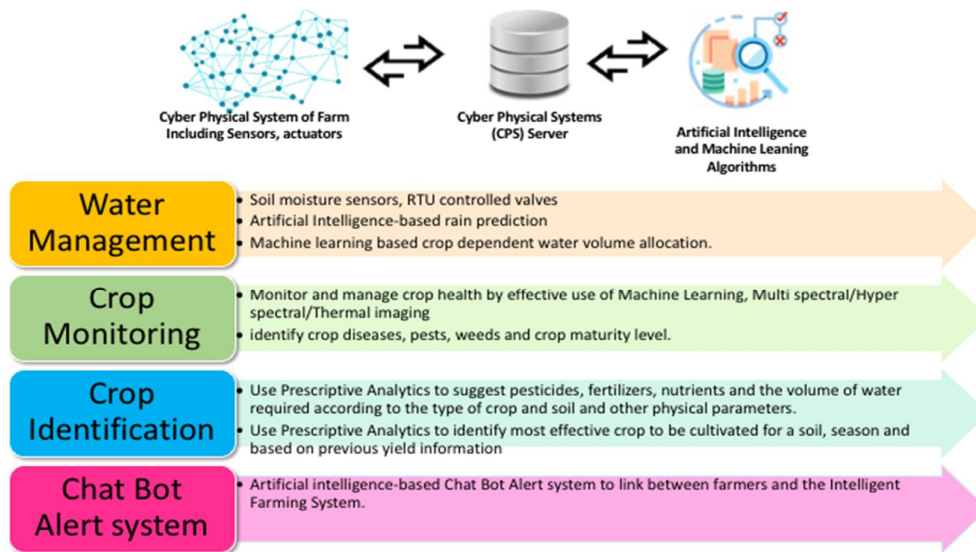 Cyber Physical System of Farm
Including Sensors, actuators
Cyber Physical Systems
(CPS) Server
Artificial Intelligence
and Machine Leaning
Algorithms
Water
Management
• Soil moisture sensors, RTU controlled valves
• Artificial Intelligence-based rain prediction
• Machine learning based crop dependent water volume allocation.
Crop
Monitoring
• Monitor and manage crop health by effective use of Machine Learning, Multi spectral/Hyper
spectral/Thermal imaging
• identify crop diseases, pests, weeds and crop maturity level.
Crop
Identification
• Use Prescriptive Analytics to suggest pesticides, fertilizers, nutrients and the volume of water
required according to the type of crop and soil and other physical parameters.
• Use Prescriptive Analytics to identify most effective crop to be cultivated for a soil, season and
based on previous yield information
Chat Bot
Alert system
• Artificial intelligence-based Chat Bot Alert system to link between farmers and the Intelligent
Farming System.